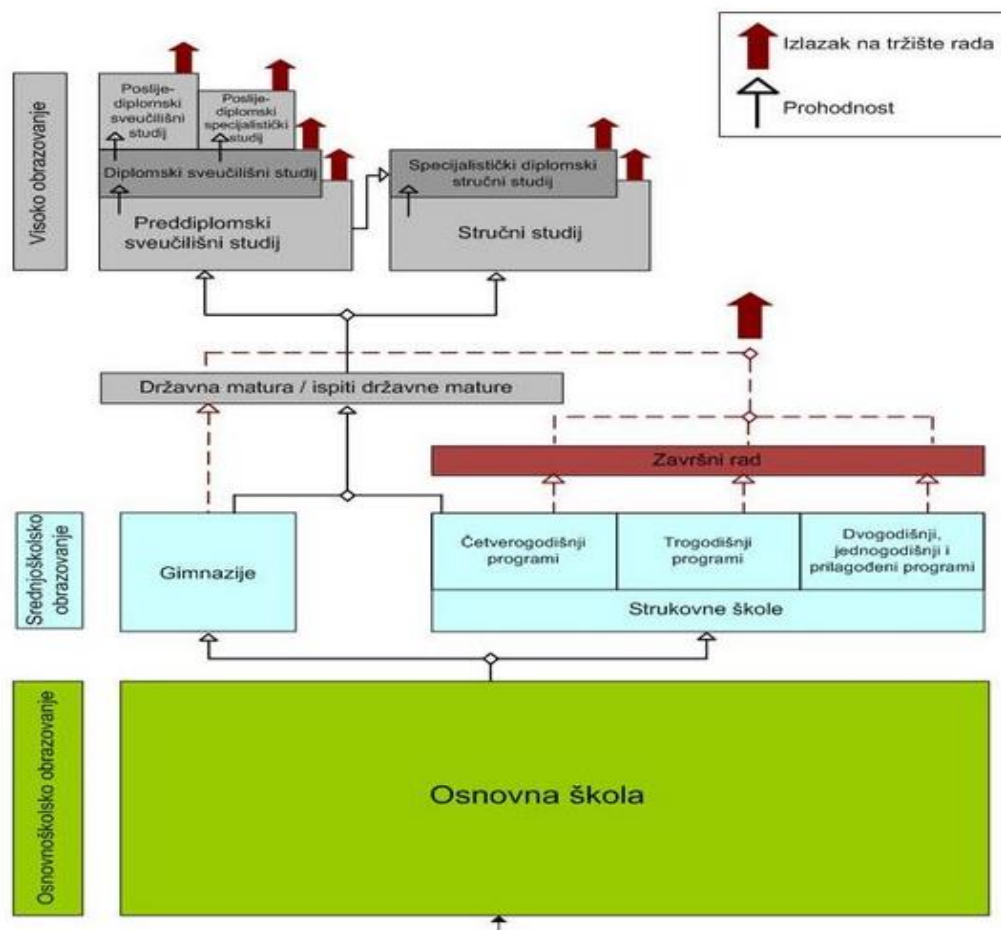 Izlazak na tržište rada
Prohodnost
Visoko obrazovanje
Poslije-
diplomski
sveučilišni
studij
Poslije-
diplomski
specijalistički
studij
Diplomski sveučilišni studij
Preddiplomski
sveučilišni studij
Specijalistički diplomski
stručni studij
Stručni studij
Državna matura / ispiti državne mature
Završni rad
Srednjoškolsko
obrazovanje
Gimnazije
Četverogodišnji
programi
Trogodišnji
programi
Dvogodišnji,
jednogodišnji i
prilagođeni programi
Strukovne škole
Osnovnoškolsko obrazovanje
Osnovna škola